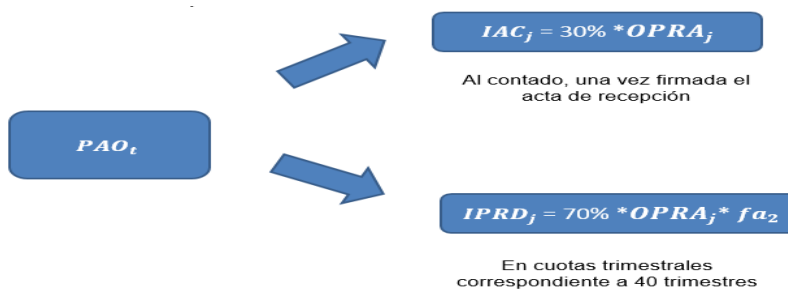 IAC_j = 30% *OPRA_j
Al contado, una vez firmada el
acta de recepción
PAO_t
IPRD_j = 70% *OPRA_j* fa_2
En cuotas trimestrales
correspondiente a 40 trimestres